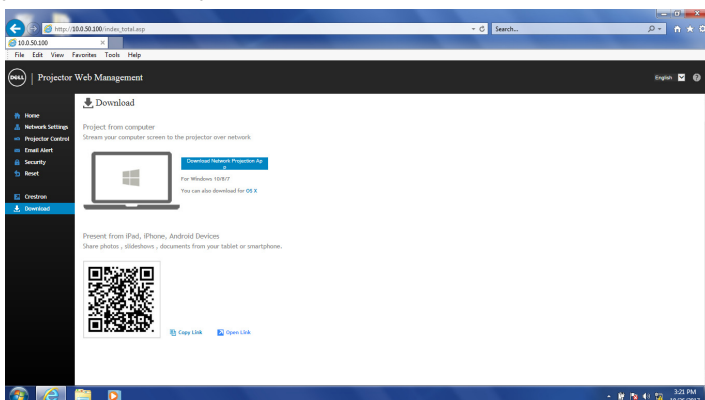 http://10.0.50.100/index_total.asp
Search...
10.0.50.100
File Edit View Favorites Tools Help
DELL | Projector Web Management
English
Download
Home
Network Settings
Projector Control
Email Alert
Security
Reset
Crestron
Download
Project from computer
Stream your computer screen to the projector over network
Download Network Projection Ap
p
For Windows 10/8/7
You can also download for OS X
Present from iPad, iPhone, Android Devices
Share photos , slideshows , documents from your tablet or smartphone.
Copy Link
Open Link
3:21 PM